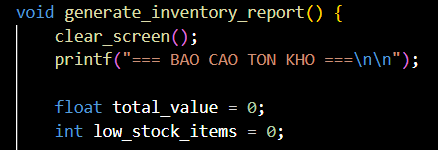 void generate_inventory_report() {
    clear_screen();
    printf("=== BAO CAO TON KHO ===\n\n");

    float total_value = 0;
    int low_stock_items = 0;